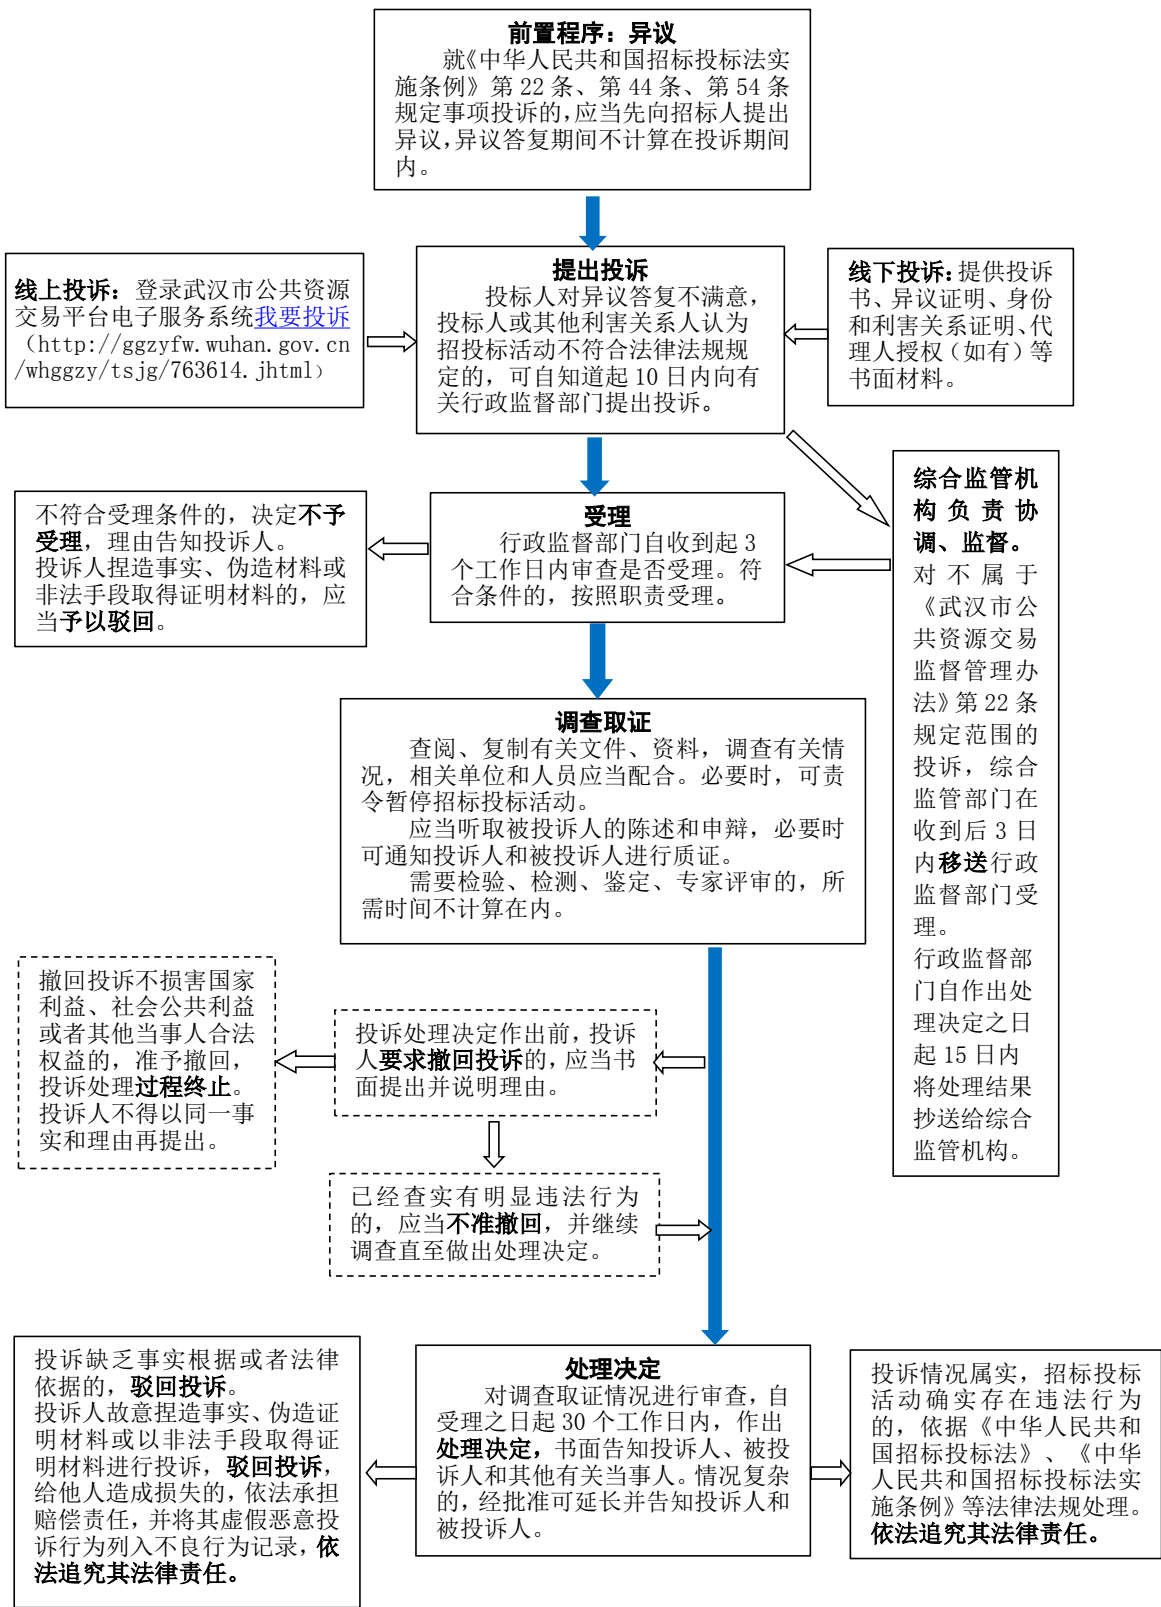 前置程序：异议
就《中华人民共和国招标投标法实
施条例》第 22 条、第 44 条、第 54 条
规定事项投诉的,应当先向招标人提出
异议,异议答复期间不计算在投诉期间
内。
线上投诉：登录武汉市公共资源
交易平台电子服务系统我要投诉
（http://ggzyfw.wuhan.gov.cn
/whggzy/tsjg/763614.jhtml）
提出投诉
投标人对异议答复不满意，
投标人或其他利害关系人认为
招投标活动不符合法律法规规
定的，可自知道起 10 日内向有
关行政监督部门提出投诉。
线下投诉：提供投诉
书、异议证明、身份
和利害关系证明、代
理人授权（如有）等
书面材料。
综合监管机
构负责协
调、监督。
对不属于
《武汉市公
共资源交易
监督管理办
法》第 22 条
规定范围的
投诉，综合
监管部门在
收到后 3 日
内移送行政
监督部门受
理。
行政监督部
门自作出处
理决定之日
起 15 日内
将处理结果
抄送给综合
监管机构。
不符合受理条件的，决定不予
受理，理由告知投诉人。
投诉人捏造事实、伪造材料或
非法手段取得证明材料的，应
当予以驳回。
受理
行政监督部门自收到起 3
个工作日内审查是否受理。符
合条件的，按照职责受理。
调查取证
查阅、复制有关文件、资料，调查有关情
况，相关单位和人员应当配合。必要时，可责
令暂停招标投标活动。
应当听取被投诉人的陈述和申辩，必要时
可通知投诉人和被投诉人进行质证。
需要检验、检测、鉴定、专家评审的，所
需时间不计算在内。
撤回投诉不损害国家
利益、社会公共利益
或者其他当事人合法
权益的，准予撤回，
投诉处理过程终止。
投诉人不得以同一事
实和理由再提出。
投诉处理决定作出前，投诉
人要求撤回投诉的，应当书
面提出并说明理由。
已经查实有明显违法行为
的，应当不准撤回，并继续
调查直至做出处理决定。
投诉缺乏事实根据或者法律
依据的，驳回投诉。
投诉人故意捏造事实、伪造证
明材料或以非法手段取得证
明材料进行投诉，驳回投诉，
给他人造成损失的，依法承担
赔偿责任，并将其虚假恶意投
诉行为列入不良行为记录，依
法追究其法律责任。
处理决定
对调查取证情况进行审查，自
受理之日起 30 个工作日内，作出
处理决定，书面告知投诉人、被投
诉人和其他有关当事人。情况复杂
的，经批准可延长并告知投诉人和
被投诉人。
投诉情况属实，招标投标
活动确实存在违法行为
的，依据《中华人民共和
国招标投标法》、《中华
人民共和国招标投标法实
施条例》等法律法规处理。
依法追究其法律责任。